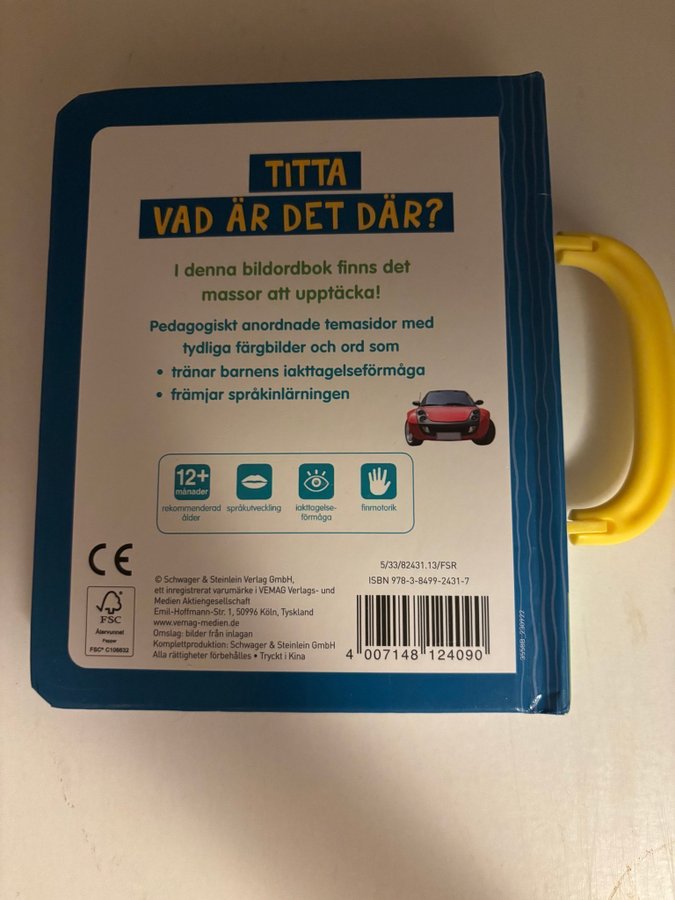 TITTA
VAD ÄR DET DÄR?
I denna bildordbok finns det
massor att upptäcka!
Pedagogiskt anordnade temasidor med
tydliga färgbilder och ord som
• tränar barnens iakttagelseförmåga
• främjar språkinlärningen
12+
månader
rekommenderad
ålder
språkutveckling
iakttagelse-
förmåga
finmotorik
CE
FSC
Återvunnet
Papper
FSC® C106632
© Schwager & Steinlein Verlag GmbH,
ett inregistrerat varumärke i VEMAG Verlags- und
Medien Aktiengesellschaft
Emil-Hoffmann-Str. 1, 50996 Köln, Tyskland
www.vemag-medien.de
Omslag: bilder från inlagan
Komplettproduktion: Schwager & Steinlein GmbH
Alla rättigheter förbehålles • Tryckt i Kina
5/33/82431.13/FSR
ISBN 978-3-8499-2431-7
4 007148 124090